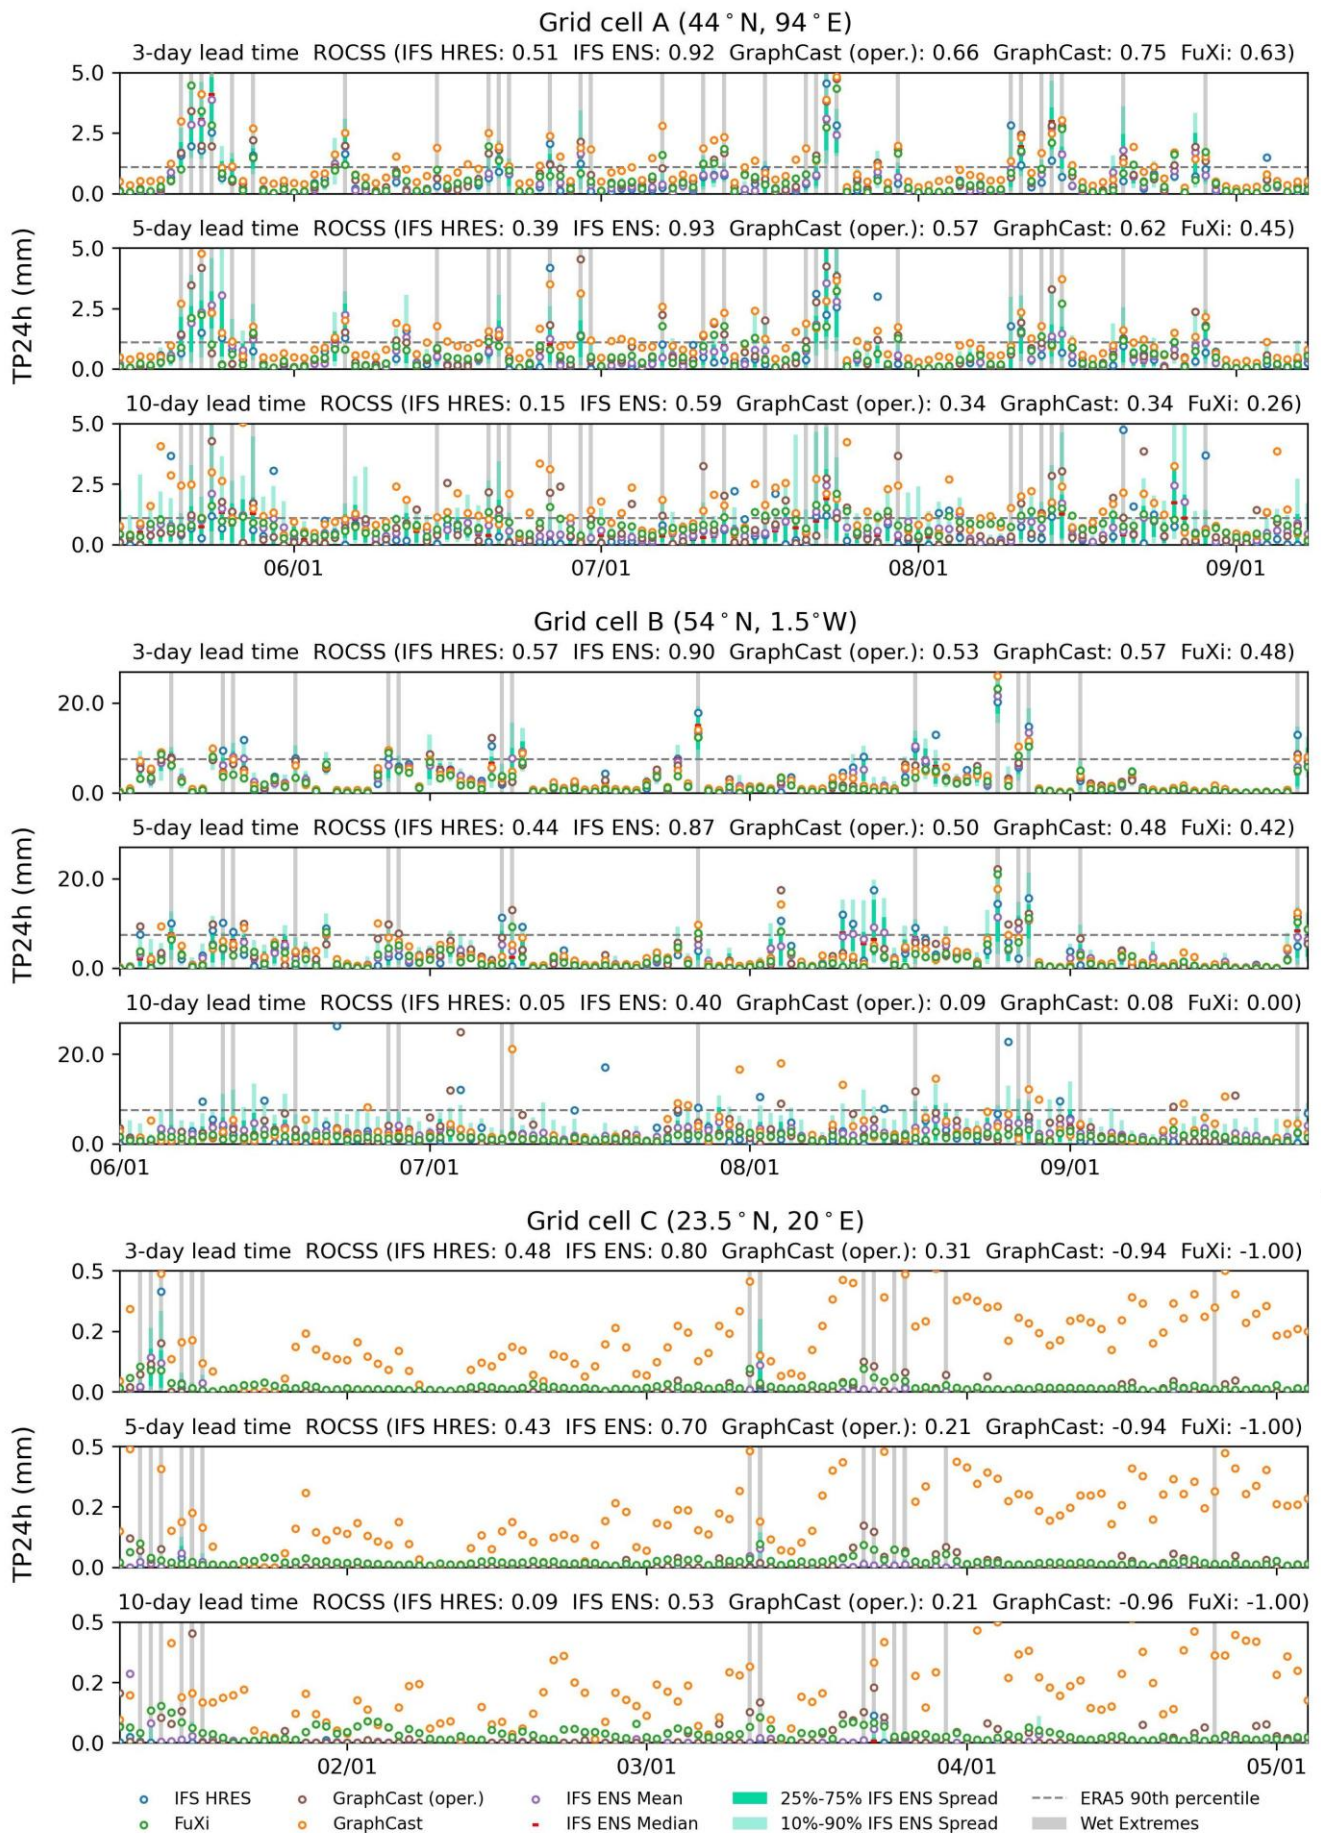 Grid cell A (44°N, 94°E)
3-day lead time ROCSS (IFS HRES: 0.51 IFS ENS: 0.92 GraphCast (oper.): 0.66 GraphCast: 0.75 FuXi: 0.63)
5.0
2.5
0.0
5-day lead time ROCSS (IFS HRES: 0.39 IFS ENS: 0.93 GraphCast (oper.): 0.57 GraphCast: 0.62 FuXi: 0.45)
5.0
2.5
0.0
TP24h (mm)
10-day lead time ROCSS (IFS HRES: 0.15 IFS ENS: 0.59 GraphCast (oper.): 0.34 GraphCast: 0.34 FuXi: 0.26)
5.0
2.5
0.0
06/01 07/01 08/01 09/01
Grid cell B (54°N, 1.5°W)
3-day lead time ROCSS (IFS HRES: 0.57 IFS ENS: 0.90 GraphCast (oper.): 0.53 GraphCast: 0.57 FuXi: 0.48)
20.0
0.0
5-day lead time ROCSS (IFS HRES: 0.44 IFS ENS: 0.87 GraphCast (oper.): 0.50 GraphCast: 0.48 FuXi: 0.42)
20.0
0.0
TP24h (mm)
10-day lead time ROCSS (IFS HRES: 0.05 IFS ENS: 0.40 GraphCast (oper.): 0.09 GraphCast: 0.08 FuXi: 0.00)
20.0
0.0
06/01 07/01 08/01 09/01
Grid cell C (23.5°N, 20°E)
3-day lead time ROCSS (IFS HRES: 0.48 IFS ENS: 0.80 GraphCast (oper.): 0.31 GraphCast: -0.94 FuXi: -1.00)
0.5
0.2
0.0
5-day lead time ROCSS (IFS HRES: 0.43 IFS ENS: 0.70 GraphCast (oper.): 0.21 GraphCast: -0.94 FuXi: -1.00)
0.5
0.2
0.0
TP24h (mm)
10-day lead time ROCSS (IFS HRES: 0.09 IFS ENS: 0.53 GraphCast (oper.): 0.21 GraphCast: -0.96 FuXi: -1.00)
0.5
0.2
0.0
02/01 03/01 04/01 05/01
IFS HRES GraphCast (oper.) IFS ENS Mean 25%-75% IFS ENS Spread ERA5 90th percentile
FuXi GraphCast IFS ENS Median 10%-90% IFS ENS Spread Wet Extremes